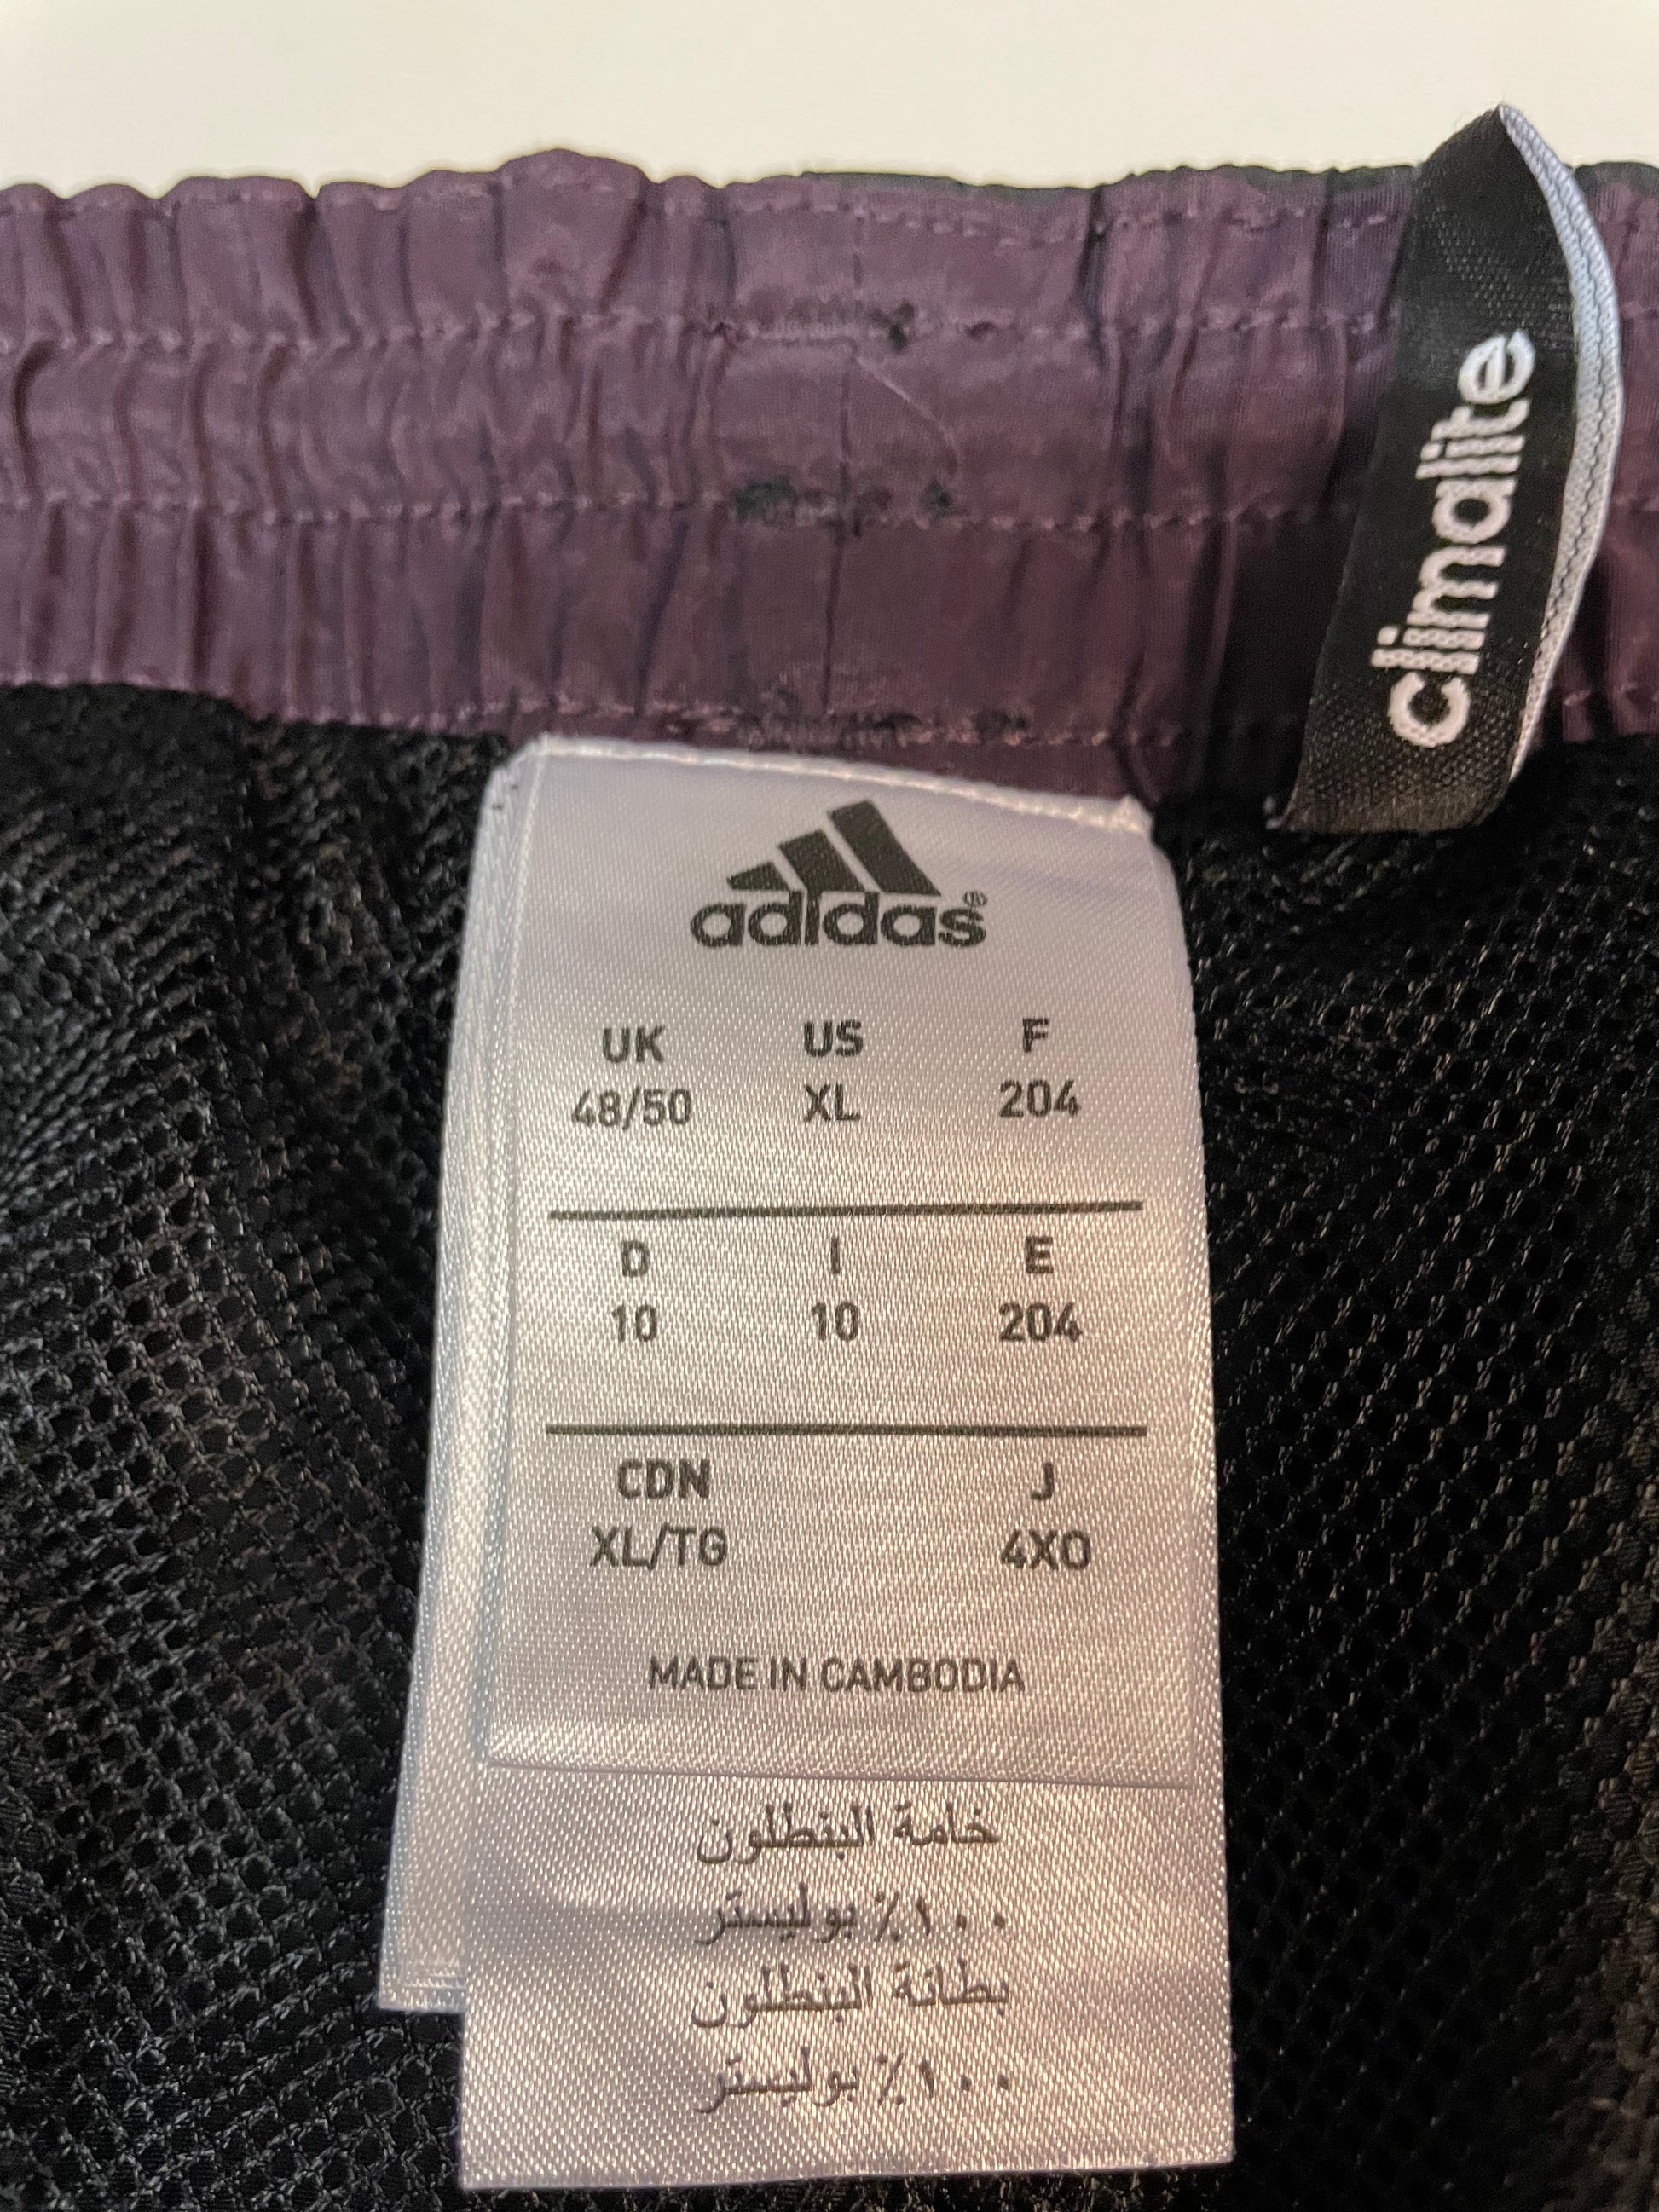 climalite
adidas®
UK US F
48/50 XL 204
D I E
10 10 204
CDN J
XL/TG 4XO
MADE IN CAMBODIA
خامة البنطلون
١٠٠٪ بوليستر
بطانة البنطلون
١٠٠٪ بوليستر